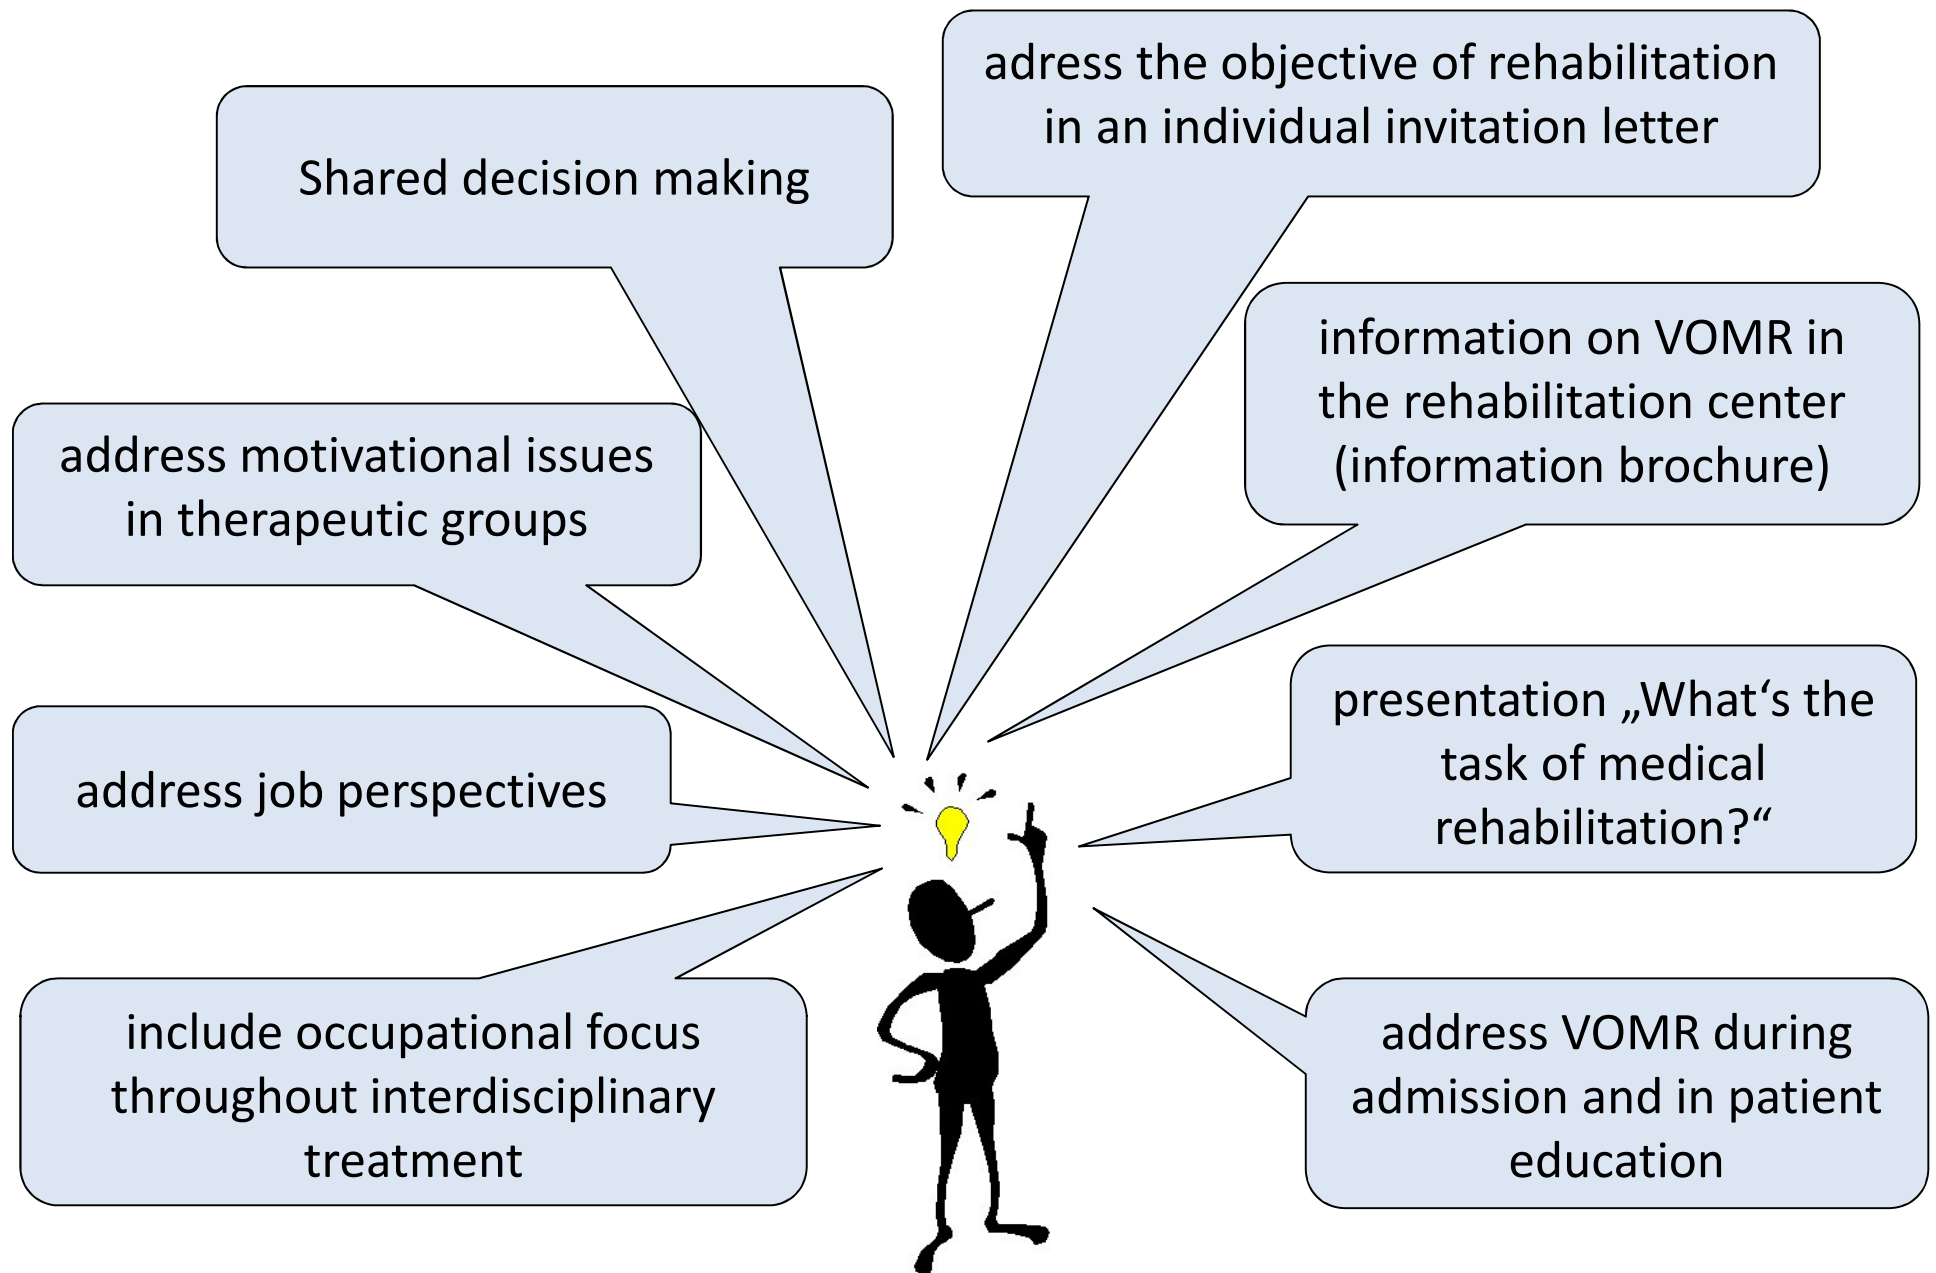 adress the objective of rehabilitation
in an individual invitation letter
Shared decision making
information on VOMR in
the rehabilitation center
(information brochure)
address motivational issues
in therapeutic groups
presentation „What‘s the
task of medical
rehabilitation?“
address job perspectives
include occupational focus
throughout interdisciplinary
treatment
address VOMR during
admission and in patient
education